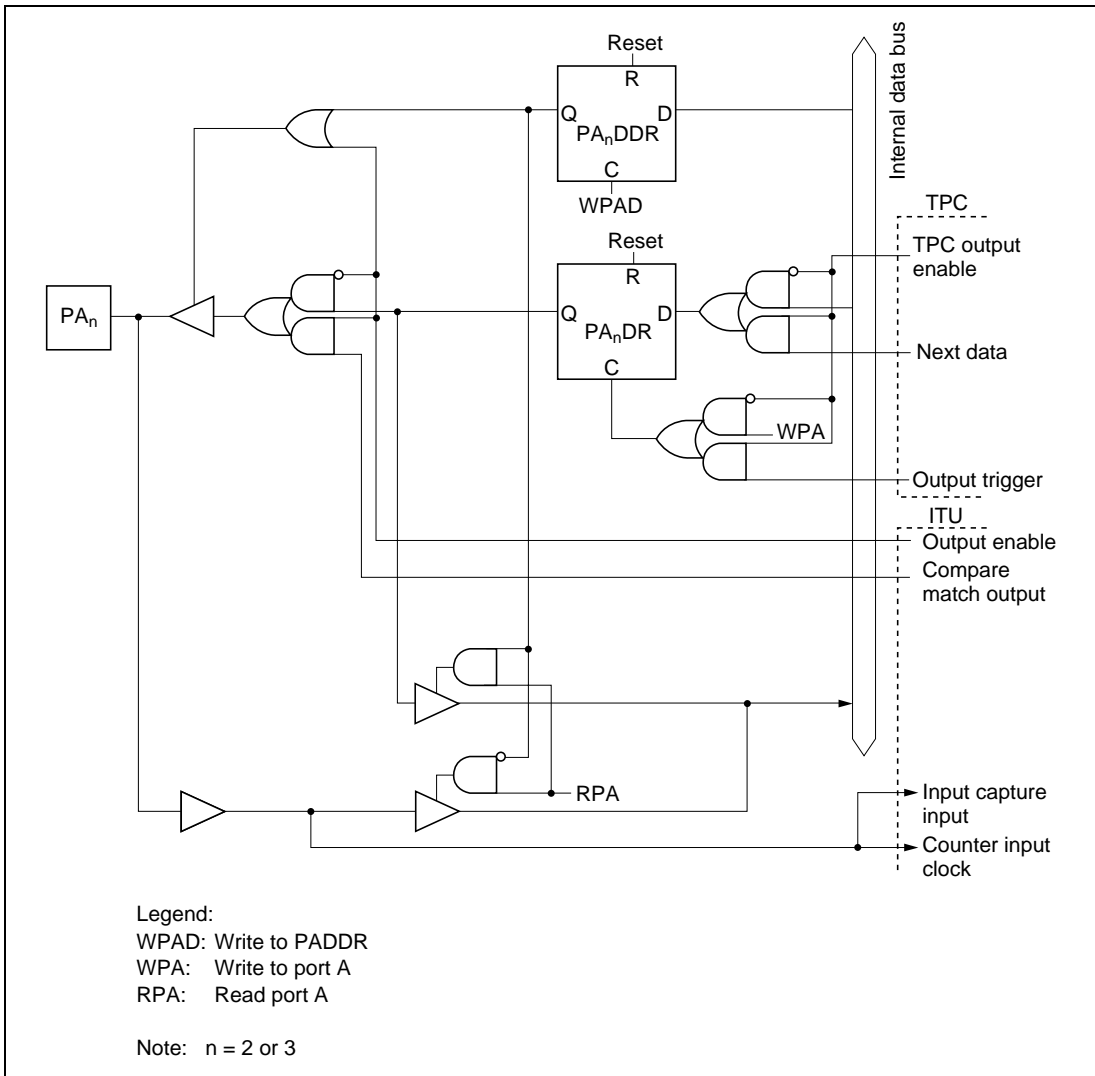 Reset
R
Q
D
PAnDDR
C
WPAD
Internal data bus
TPC
TPC output
enable
Reset
R
PAn
Q
D
PAnDR
C
Next data
WPA
Output trigger
ITU
Output enable
Compare
match output
RPA
Input capture
input
Counter input
clock
Legend:
WPAD: Write to PADDR
WPA: Write to port A
RPA: Read port A
Note: n = 2 or 3